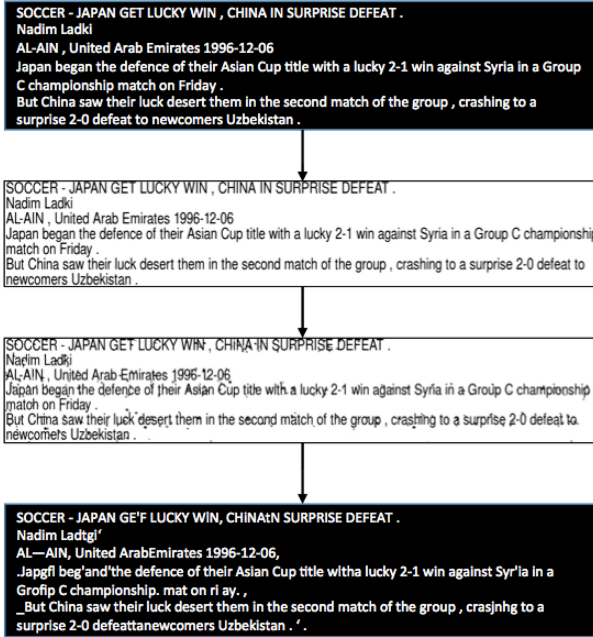 SOCCER - JAPAN GET LUCKY WIN , CHINA IN SURPRISE DEFEAT .
Nadim Ladki
AL-AIN , United Arab Emirates 1996-12-06
Japan began the defence of their Asian Cup title with a lucky 2-1 win against Syria in a Group
C championship match on Friday .
But China saw their luck desert them in the second match of the group , crashing to a
surprise 2-0 defeat to newcomers Uzbekistan .
SOCCER - JAPAN GET LUCKY WIN , CHINA IN SURPRISE DEFEAT .
Nadim Ladki
AL-AIN , United Arab Emirates 1996-12-06
Japan began the defence of their Asian Cup title with a lucky 2-1 win against Syria in a Group C championship
match on Friday .
But China saw their luck desert them in the second match of the group , crashing to a surprise 2-0 defeat to
newcomers Uzbekistan .
SOCCER - JAPAN GET LUCKY WIN , CHINA IN SURPRISE DEFEAT .
Nadim Ladki
AL-AIN , United Arab Emirates 1996-12-06
Japan began the defence of their Asian Cup title with a lucky 2-1 win against Syria in a Group C championship
match on Friday .
But China saw their luck desert them in the second match of the group , crashing to a surprise 2-0 defeat to
newcomers Uzbekistan .
SOCCER - JAPAN GE'F LUCKY WiN, CHiNAtN SURPRISE DEFEAT .
Nadim Ladtgi‘
AL—AIN, United ArabEmirates 1996-12-06,
.Japgfl beg'and'the defence of their Asian Cup title witha lucky 2-1 win against Syr'ia in a
Grofip C championship. mat on ri ay. ,
_But China saw their luck desert them in the second match of the group , crasjnhg to a
surprise 2-0 defeattanewcomers Uzbekistan . ‘ .